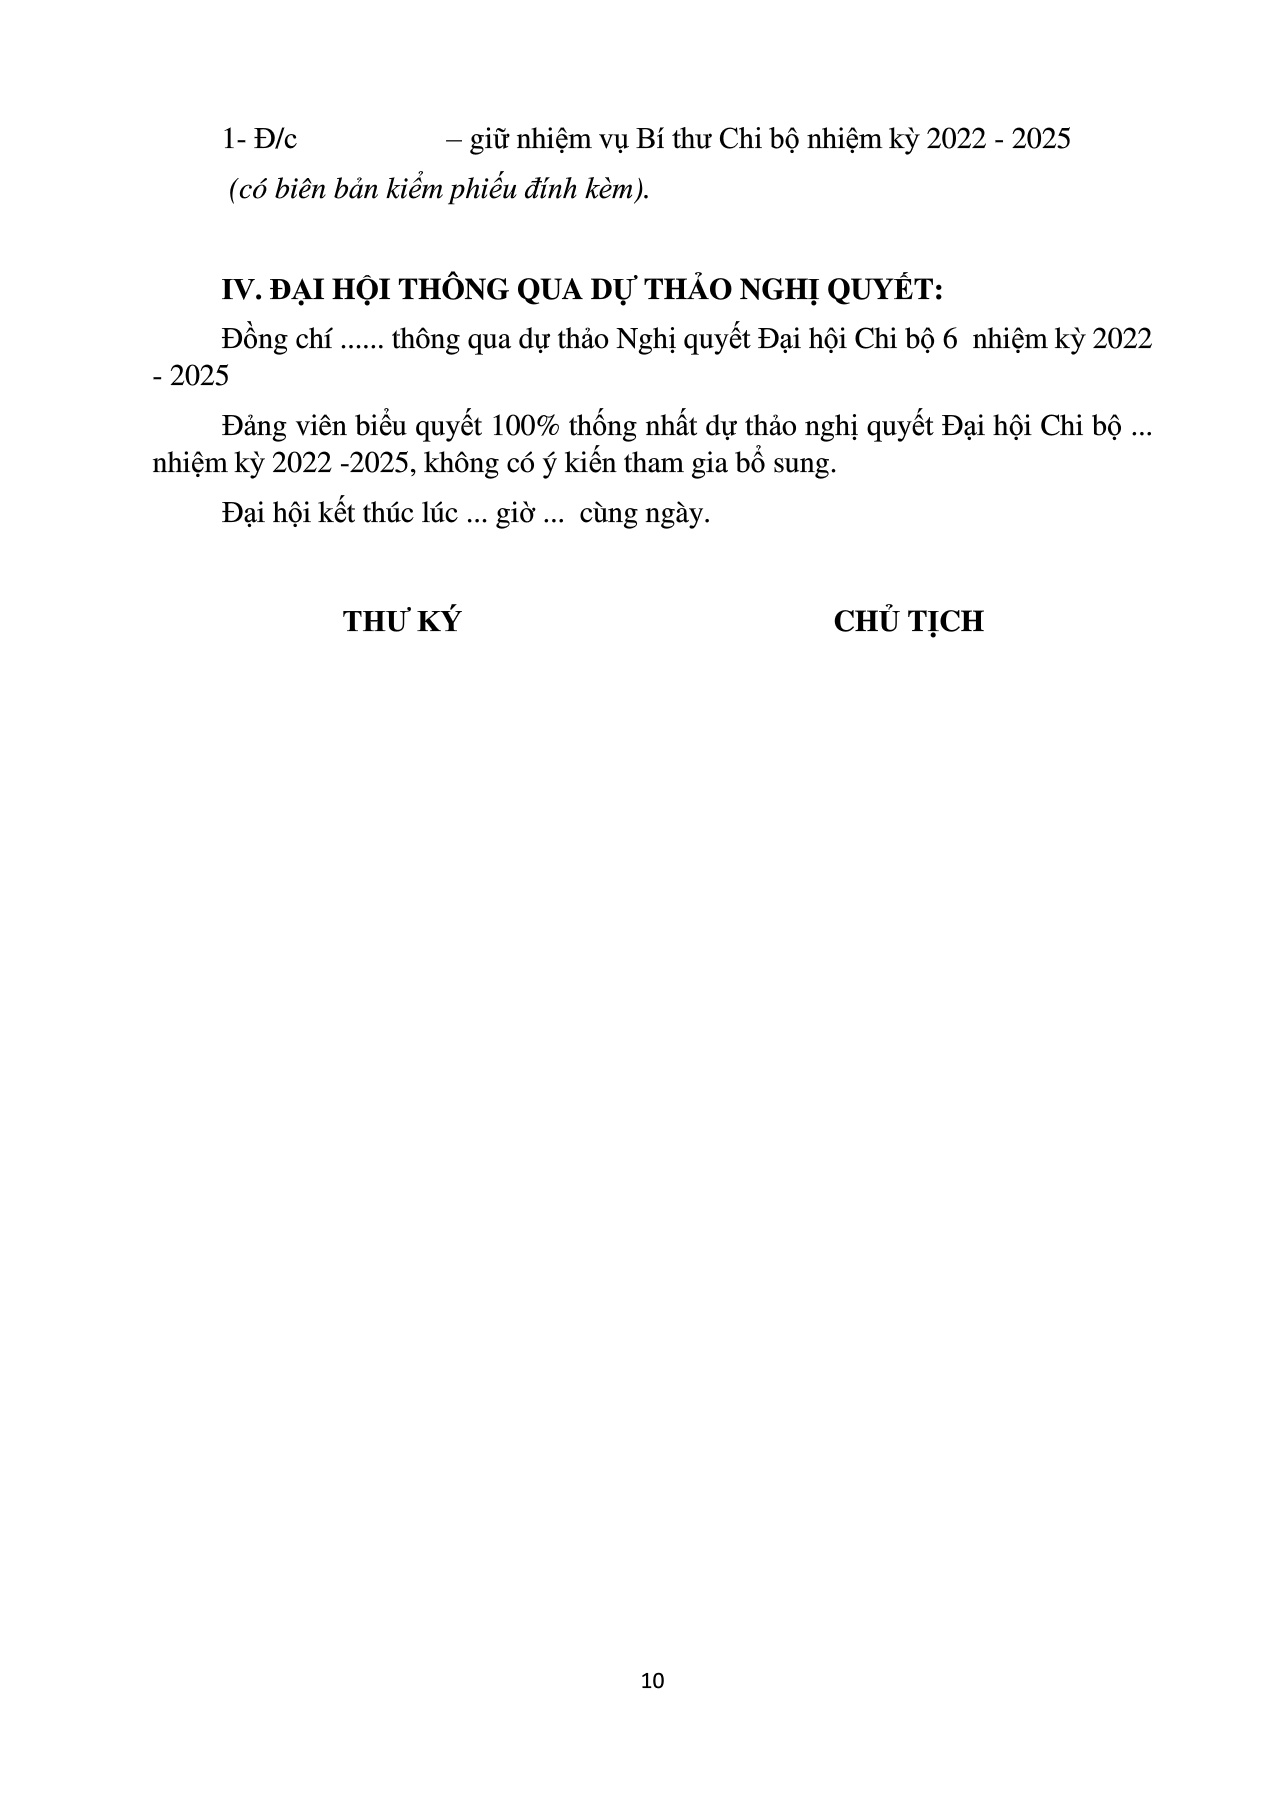 1- Đ/c – giữ nhiệm vụ Bí thư Chi bộ nhiệm kỳ 2022 - 2025
(có biên bản kiểm phiếu đính kèm).
IV. ĐẠI HỘI THÔNG QUA DỰ THẢO NGHỊ QUYẾT:
Đồng chí ...... thông qua dự thảo Nghị quyết Đại hội Chi bộ 6 nhiệm kỳ 2022
- 2025
Đảng viên biểu quyết 100% thống nhất dự thảo nghị quyết Đại hội Chi bộ ...
nhiệm kỳ 2022 -2025, không có ý kiến tham gia bổ sung.
Đại hội kết thúc lúc ... giờ ... cùng ngày.
THƯ KÝ CHỦ TỊCH
10